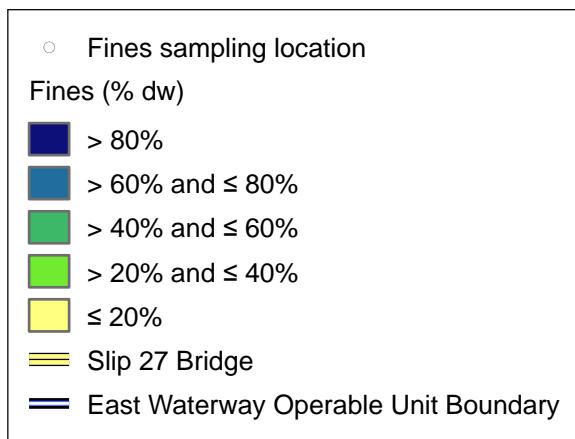 Fines sampling location
Fines (% dw)
> 80%
> 60% and ≤ 80%
> 40% and ≤ 60%
> 20% and ≤ 40%
≤ 20%
Slip 27 Bridge
East Waterway Operable Unit Boundary